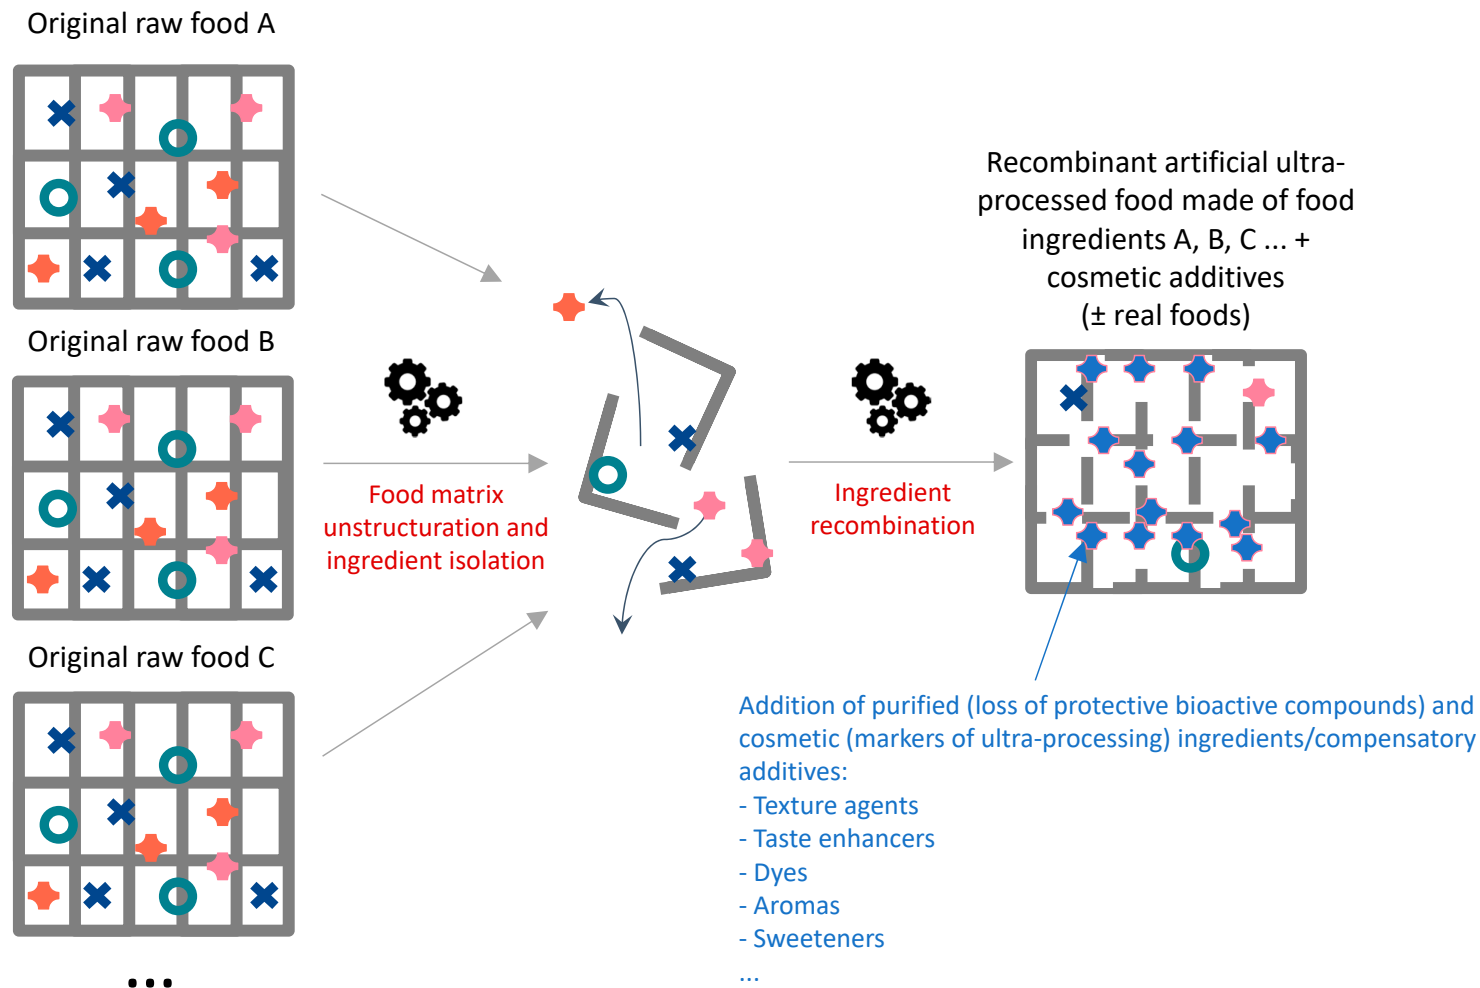 Original raw food A
Original raw food B
Original raw food C
...
Food matrix
unstructuration and
ingredient isolation
Ingredient
recombination
Recombinant artificial ultra-
processed food made of food
ingredients A, B, C ... +
cosmetic additives
(± real foods)
Addition of purified (loss of protective bioactive compounds) and
cosmetic (markers of ultra-processing) ingredients/compensatory
additives:
- Texture agents
- Taste enhancers
- Dyes
- Aromas
- Sweeteners
...